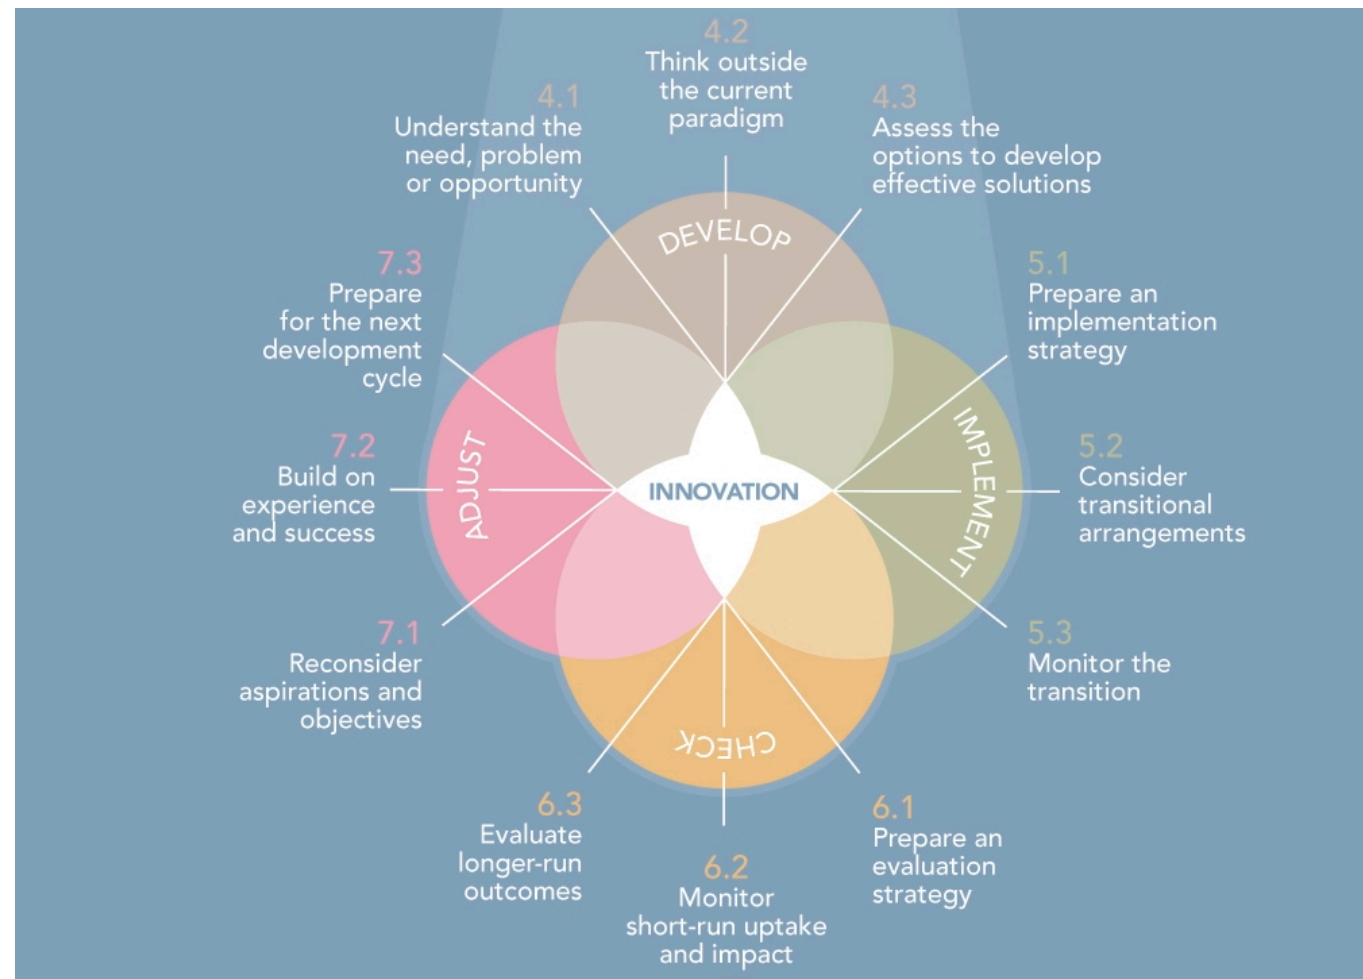 4.2
Think outside
the current
paradigm
4.1
Understand the
need, problem
or opportunity
4.3
Assess the
options to develop
effective solutions
DEVELOP
7.3
Prepare
for the next
development
cycle
5.1
Prepare an
implementation
strategy
7.2
Build on
experience
and success
ADJUST
INNOVATION
IMPLEMENT
5.2
Consider
transitional
arrangements
7.1
Reconsider
aspirations and
objectives
5.3
Monitor the
transition
CHECK
6.3
Evaluate
longer-run
outcomes
6.2
Monitor
short-run uptake
and impact
6.1
Prepare an
evaluation
strategy